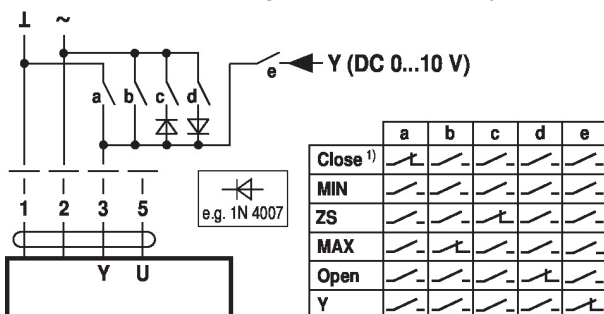 ⊥ ~
a b c d e Y (DC 0...10 V)
1 2 3 5
e.g. 1N 4007
Y U
a b c d e
Close 1)
MIN
ZS
MAX
Open
Y